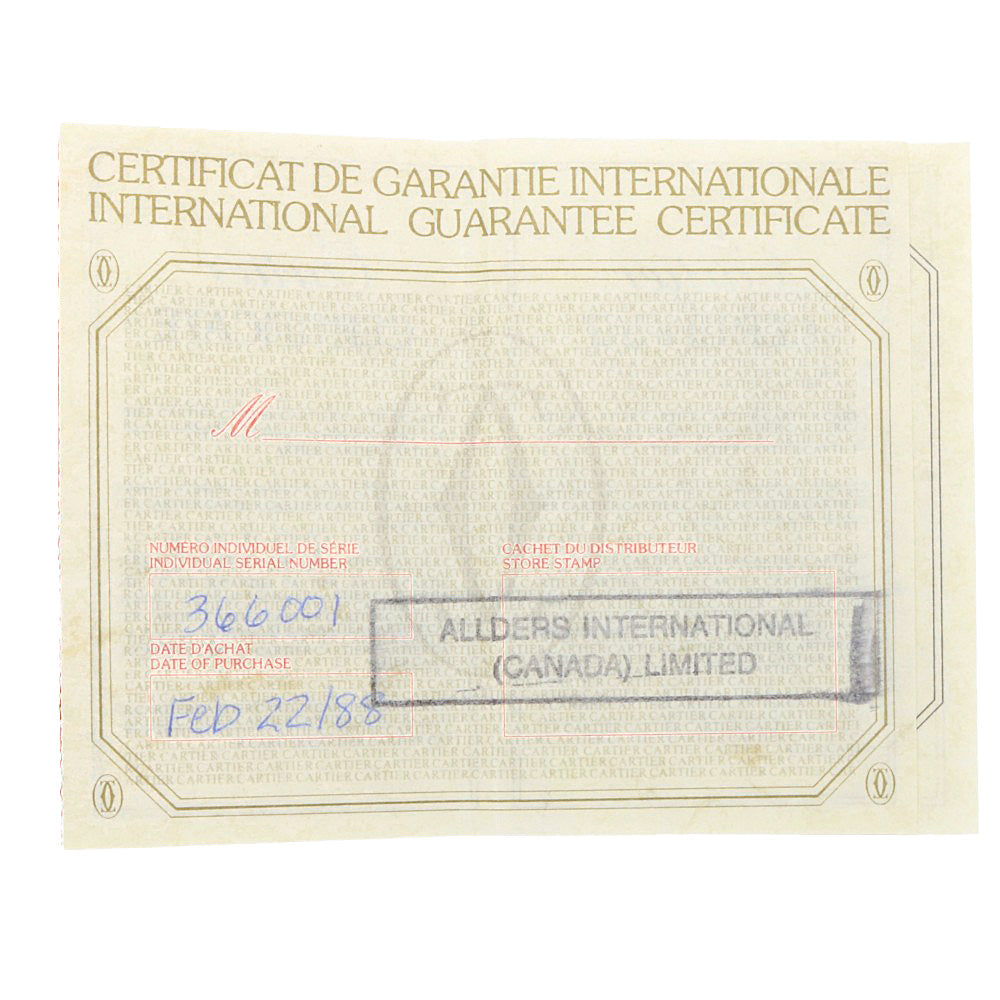 CERTIFICAT DE GARANTIE INTERNATIONALE
INTERNATIONAL GUARANTEE CERTIFICATE
M
NUMÉRO INDIVIDUEL DE SÉRIE
INDIVIDUAL SERIAL NUMBER
366001
DATE D'ACHAT
DATE OF PURCHASE
Feb 22/88
CACHET DU DISTRIBUTEUR
STORE STAMP
ALLDERS INTERNATIONAL
(CANADA) LIMITED